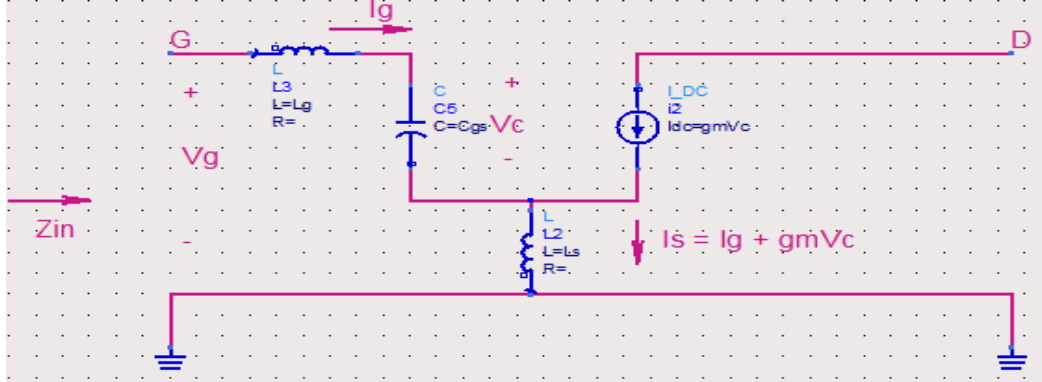 Ig
G
D
L
L3
L=Lg
R=
+
Vg
-
C
C5
C=Cgs
+
Vc
-
I_DC
i2
Idc=gmVc
Zin
L
L2
L=Ls
R=
Is = Ig + gmVc